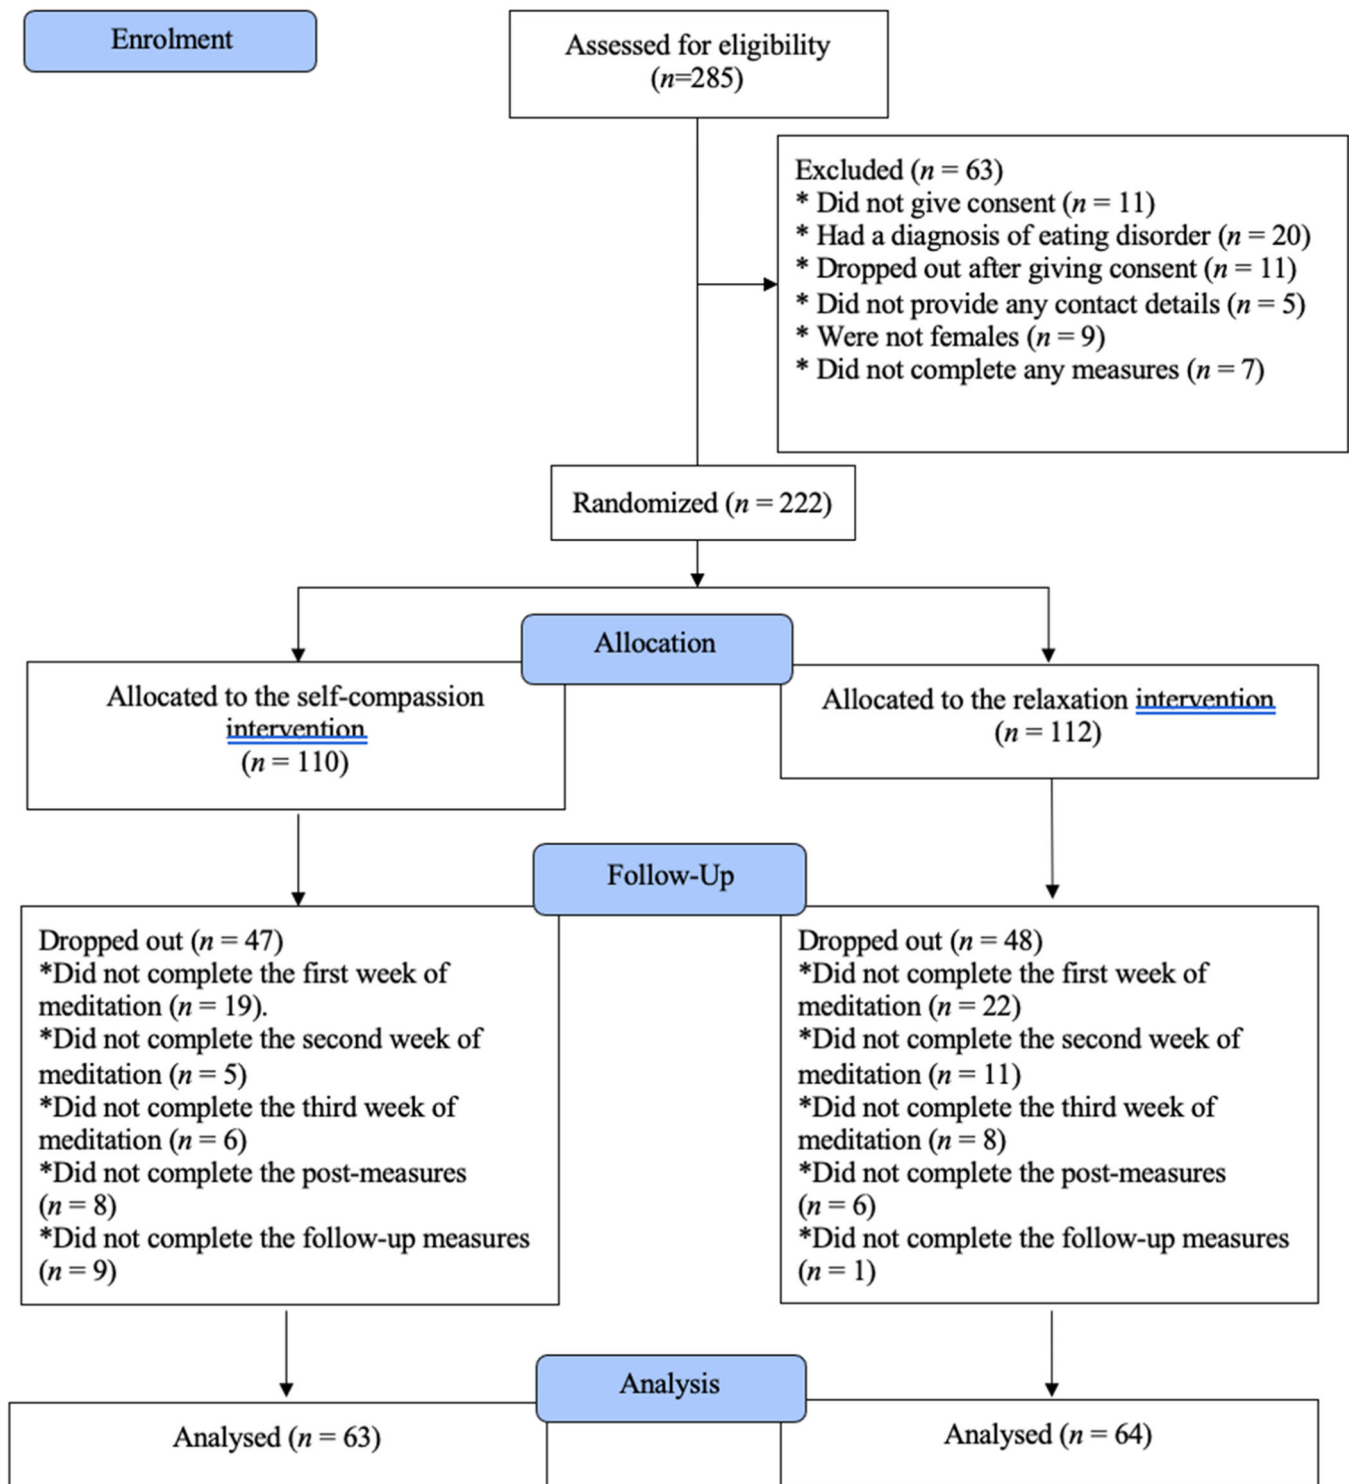 Enrolment
Assessed for eligibility
(n=285)
Excluded (n = 63)
* Did not give consent (n = 11)
* Had a diagnosis of eating disorder (n = 20)
* Dropped out after giving consent (n = 11)
* Did not provide any contact details (n = 5)
* Were not females (n = 9)
* Did not complete any measures (n = 7)
Randomized (n = 222)
Allocation
Allocated to the self-compassion
intervention
(n = 110)
Allocated to the relaxation intervention
(n = 112)
Follow-Up
Dropped out (n = 47)
*Did not complete the first week of
meditation (n = 19).
*Did not complete the second week of
meditation (n = 5)
*Did not complete the third week of
meditation (n = 6)
*Did not complete the post-measures
(n = 8)
*Did not complete the follow-up measures
(n = 9)
Dropped out (n = 48)
*Did not complete the first week of
meditation (n = 22)
*Did not complete the second week of
meditation (n = 11)
*Did not complete the third week of
meditation (n = 8)
*Did not complete the post-measures
(n = 6)
*Did not complete the follow-up measures
(n = 1)
Analysis
Analysed (n = 63)
Analysed (n = 64)